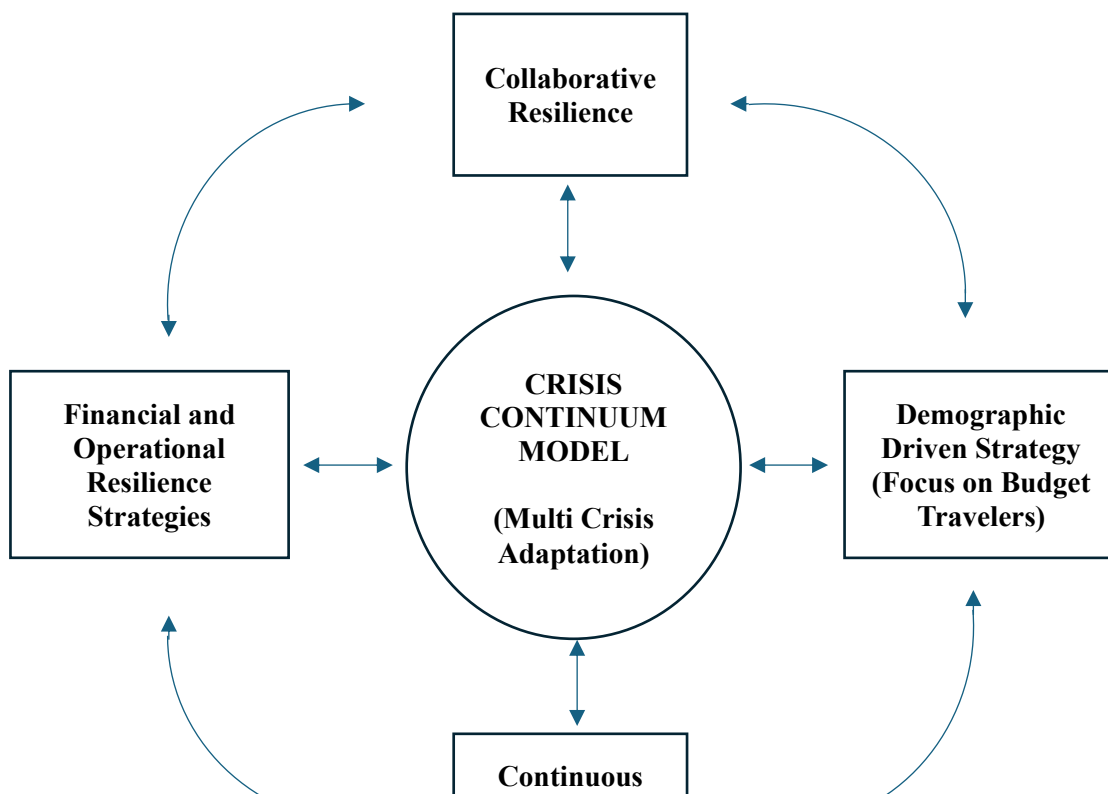 Collaborative
Resilience
Financial and
Operational
Resilience
Strategies
CRISIS
CONTINUUM
MODEL
(Multi Crisis
Adaptation)
Demographic
Driven Strategy
(Focus on Budget
Travelers)
Continuous